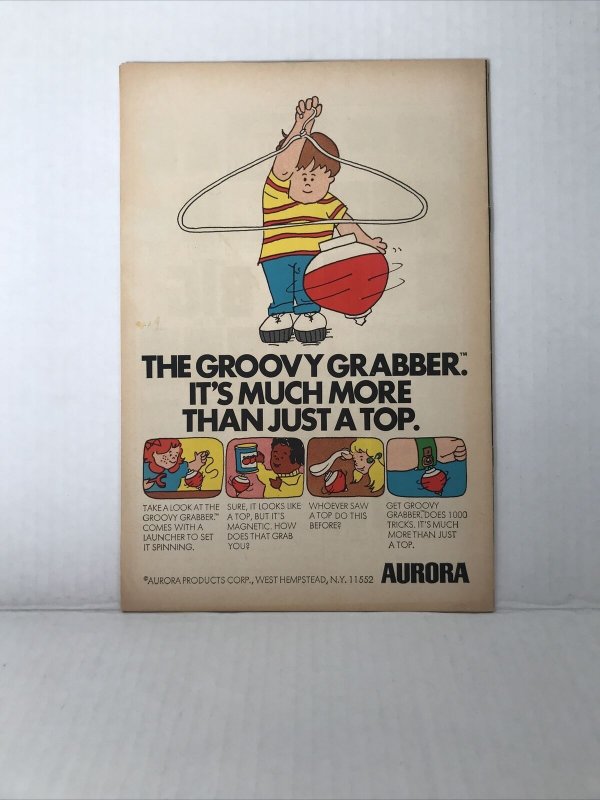 THE GROOVY GRABBER.™
IT'S MUCH MORE
THAN JUST A TOP.
TAKE A LOOK AT THE
GROOVY GRABBER.™
COMES WITH A
LAUNCHER TO SET
IT SPINNING.
SURE, IT LOOKS LIKE
A TOP, BUT IT'S
MAGNETIC. HOW
DOES THAT GRAB
YOU?
WHOEVER SAW
A TOP DO THIS
BEFORE?
GET GROOVY
GRABBER.™ DOES 1000
TRICKS. IT'S MUCH
MORE THAN JUST
A TOP.
©AURORA PRODUCTS CORP., WEST HEMPSTEAD, N.Y. 11552 AURORA